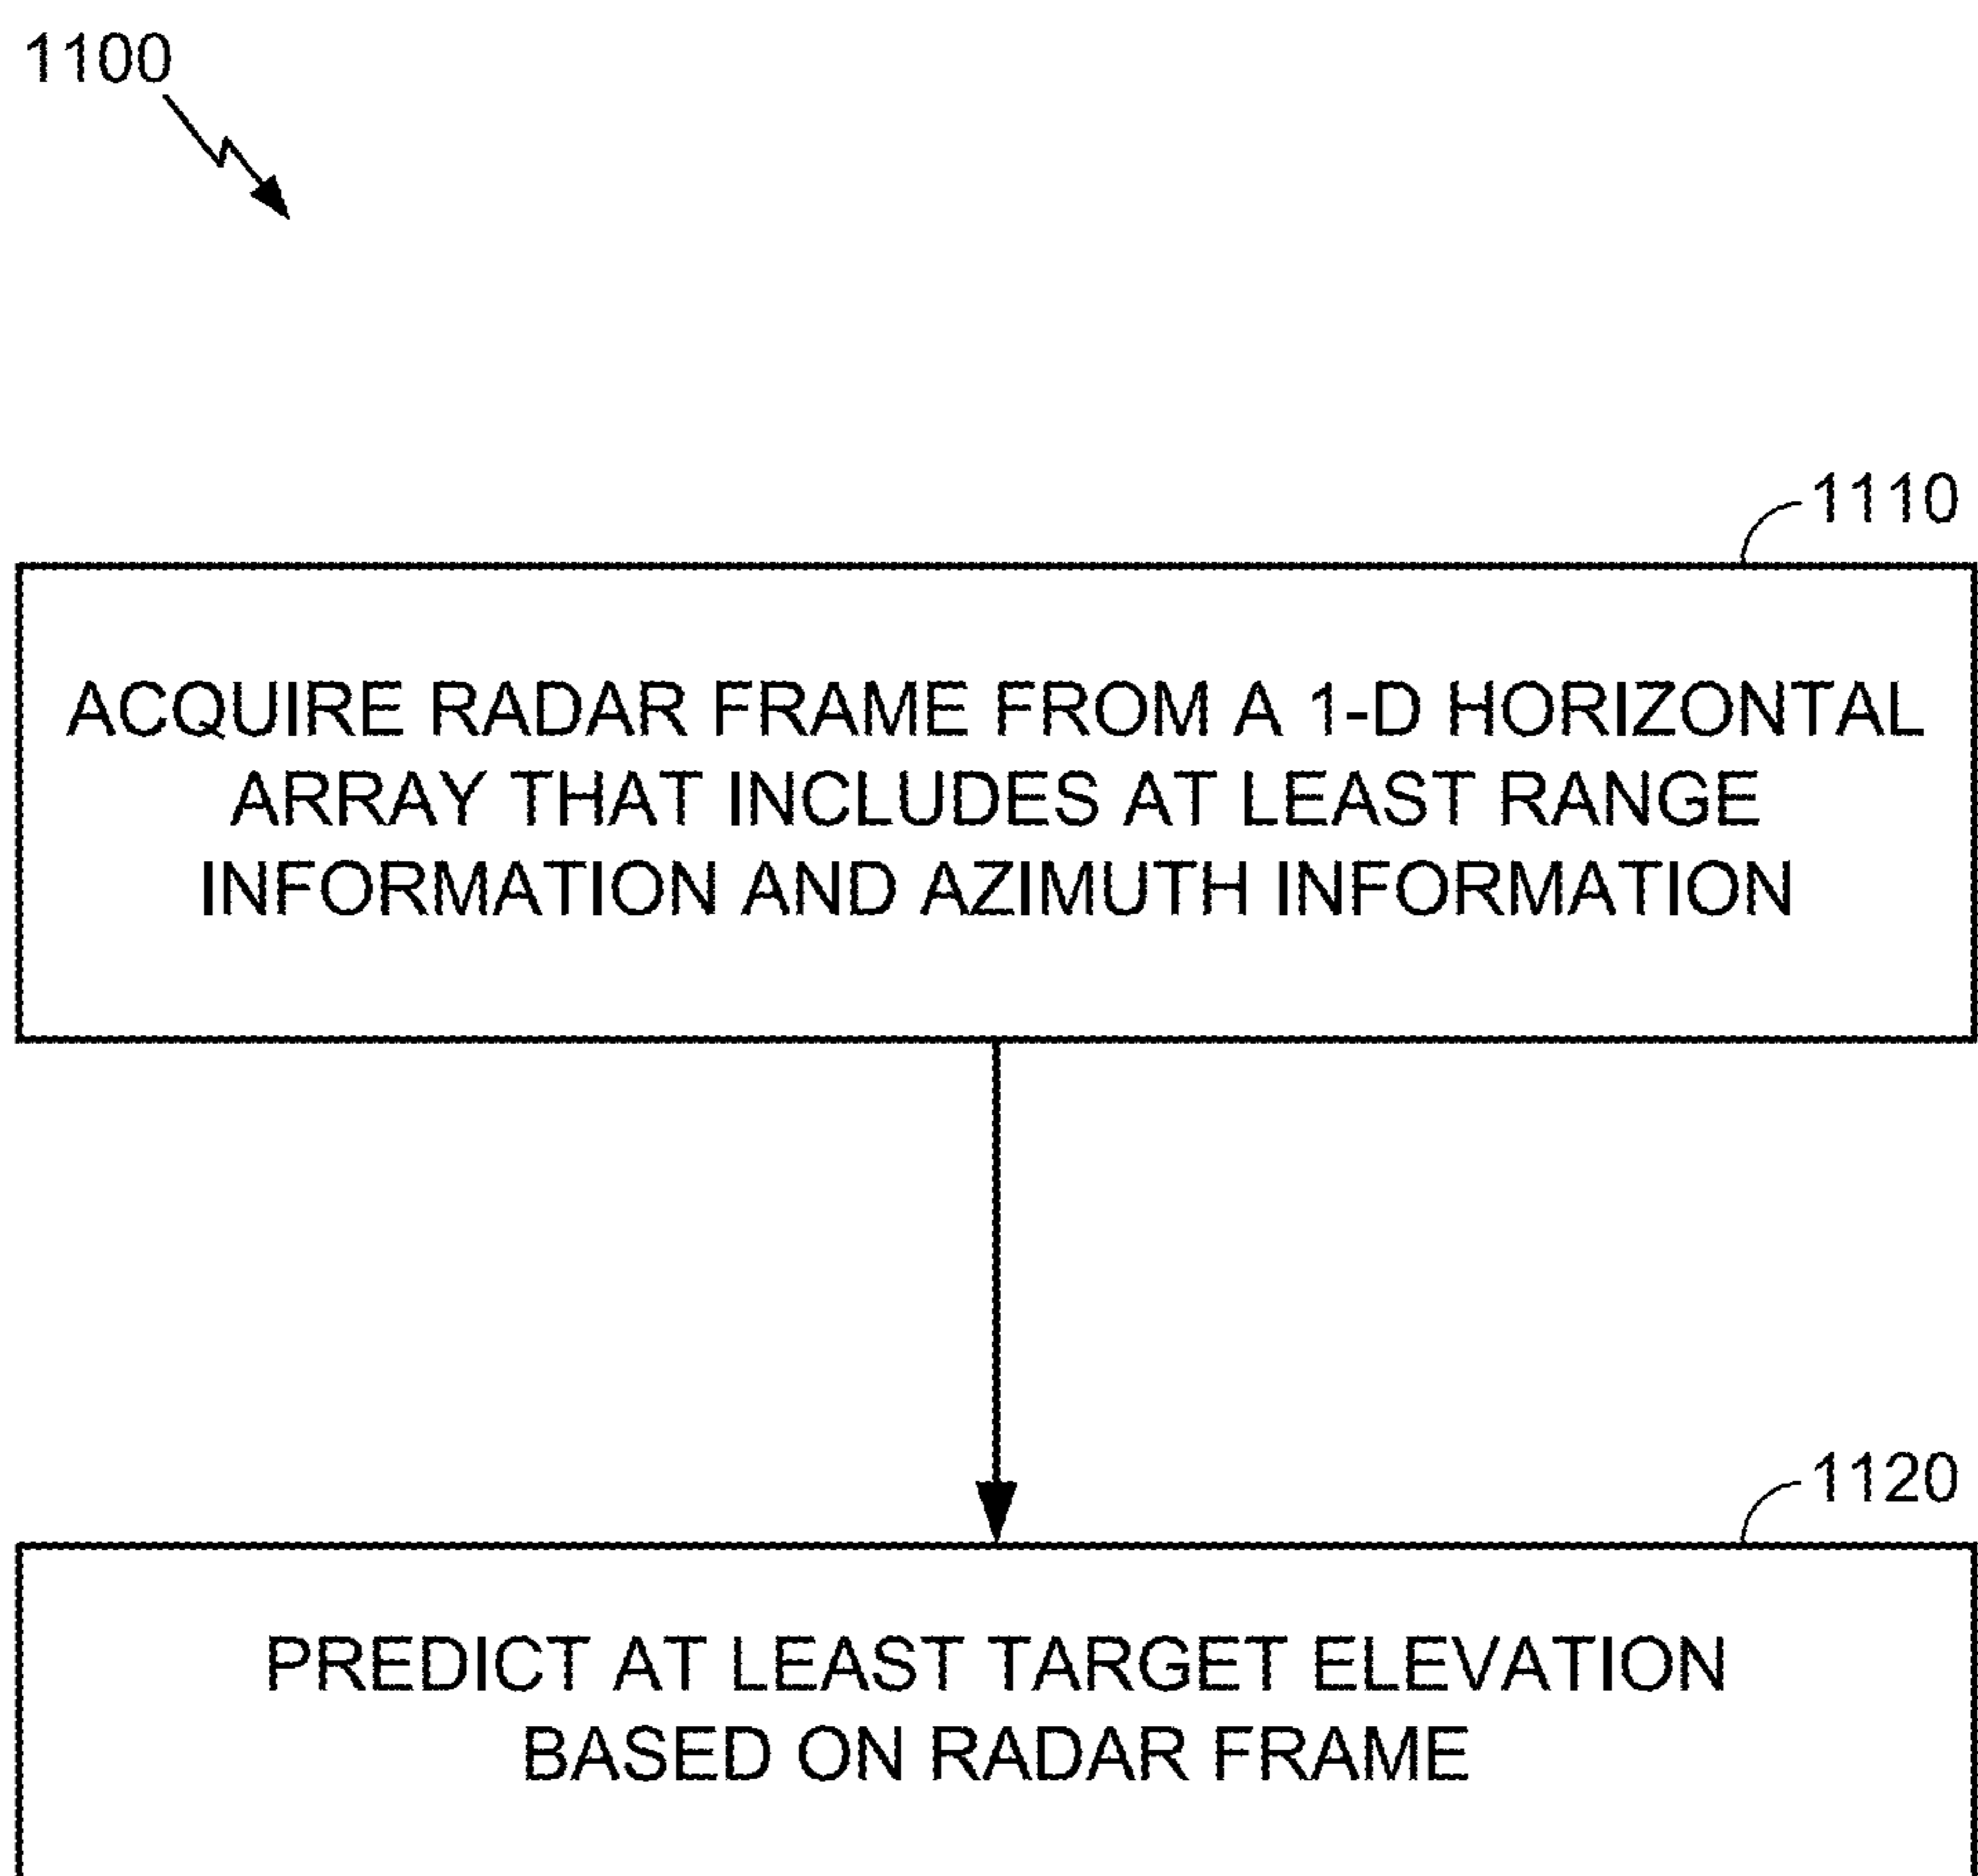 1100
1110
ACQUIRE RADAR FRAME FROM A 1-D HORIZONTAL
ARRAY THAT INCLUDES AT LEAST RANGE
INFORMATION AND AZIMUTH INFORMATION
1120
PREDICT AT LEAST TARGET ELEVATION
BASED ON RADAR FRAME